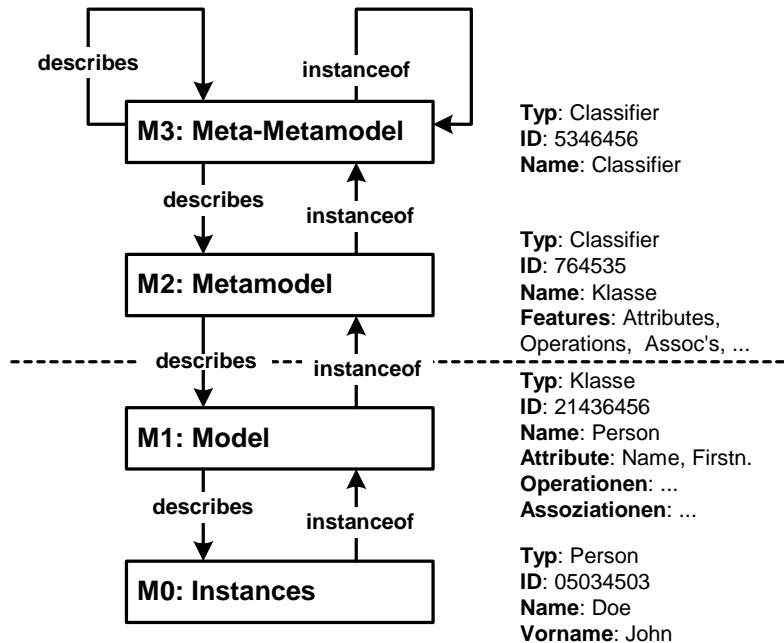 describes
instanceof
M3: Meta-Metamodel
Typ: Classifier
ID: 5346456
Name: Classifier
describes
instanceof
M2: Metamodel
Typ: Classifier
ID: 764535
Name: Klasse
Features: Attributes,
Operations, Assoc's, ...
describes
instanceof
M1: Model
Typ: Klasse
ID: 21436456
Name: Person
Attribute: Name, Firstn.
Operationen: ...
Assoziationen: ...
describes
instanceof
M0: Instances
Typ: Person
ID: 05034503
Name: Doe
Vorname: John